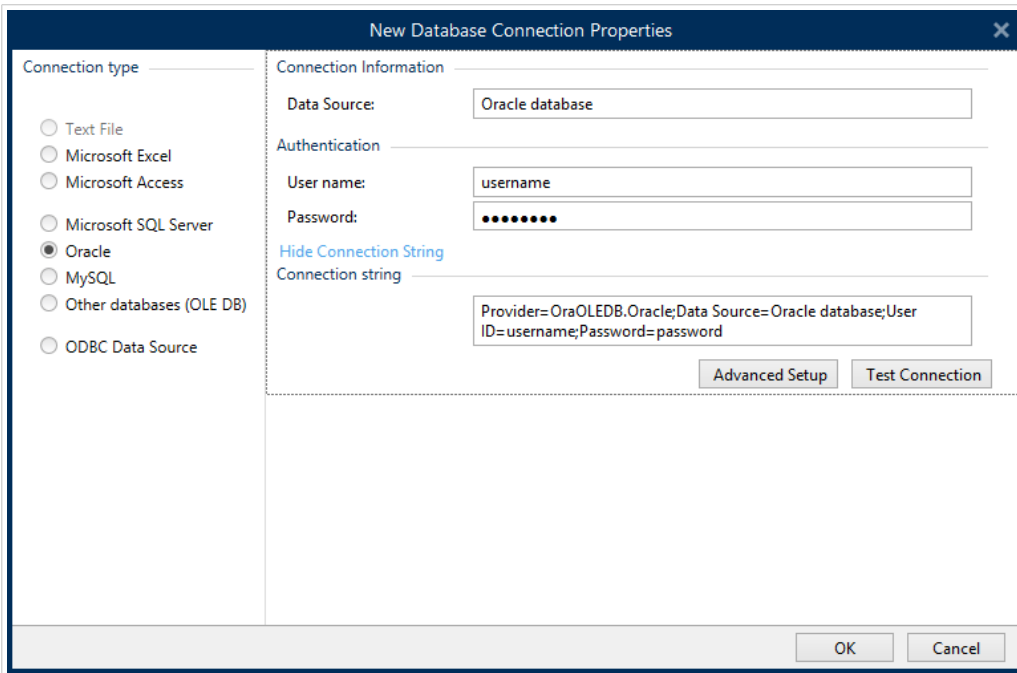 New Database Connection Properties
Connection type
Text File
Microsoft Excel
Microsoft Access
Microsoft SQL Server
Oracle
MySQL
Other databases (OLE DB)
ODBC Data Source
Connection Information
Data Source:
Oracle database
Authentication
User name:
username
Password:
••••••••
Hide Connection String
Connection string
Provider=OraOLEDB.Oracle;Data Source=Oracle database;User
ID=username;Password=password
Advanced Setup
Test Connection
OK
Cancel